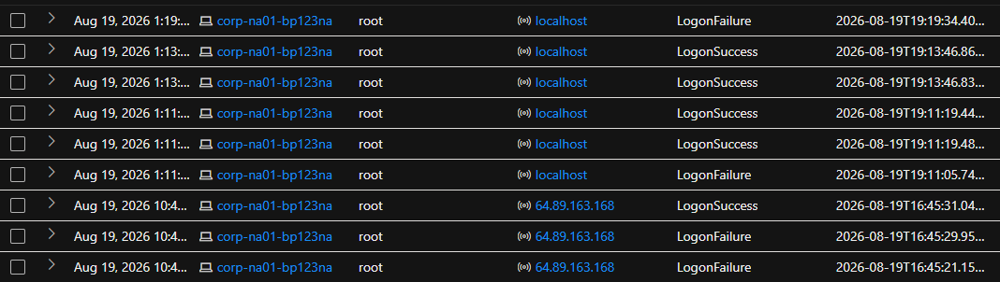 Aug 19, 2026 1:19:... corp-na01-bp123na root localhost LogonFailure 2026-08-19T19:19:34.40...
Aug 19, 2026 1:13:... corp-na01-bp123na root localhost LogonSuccess 2026-08-19T19:13:46.86...
Aug 19, 2026 1:13:... corp-na01-bp123na root localhost LogonSuccess 2026-08-19T19:13:46.83...
Aug 19, 2026 1:11:... corp-na01-bp123na root localhost LogonSuccess 2026-08-19T19:11:19.44...
Aug 19, 2026 1:11:... corp-na01-bp123na root localhost LogonSuccess 2026-08-19T19:11:19.48...
Aug 19, 2026 1:11:... corp-na01-bp123na root localhost LogonFailure 2026-08-19T19:11:05.74...
Aug 19, 2026 10:4... corp-na01-bp123na root 64.89.163.168 LogonSuccess 2026-08-19T16:45:31.04...
Aug 19, 2026 10:4... corp-na01-bp123na root 64.89.163.168 LogonFailure 2026-08-19T16:45:29.95...
Aug 19, 2026 10:4... corp-na01-bp123na root 64.89.163.168 LogonFailure 2026-08-19T16:45:21.15...